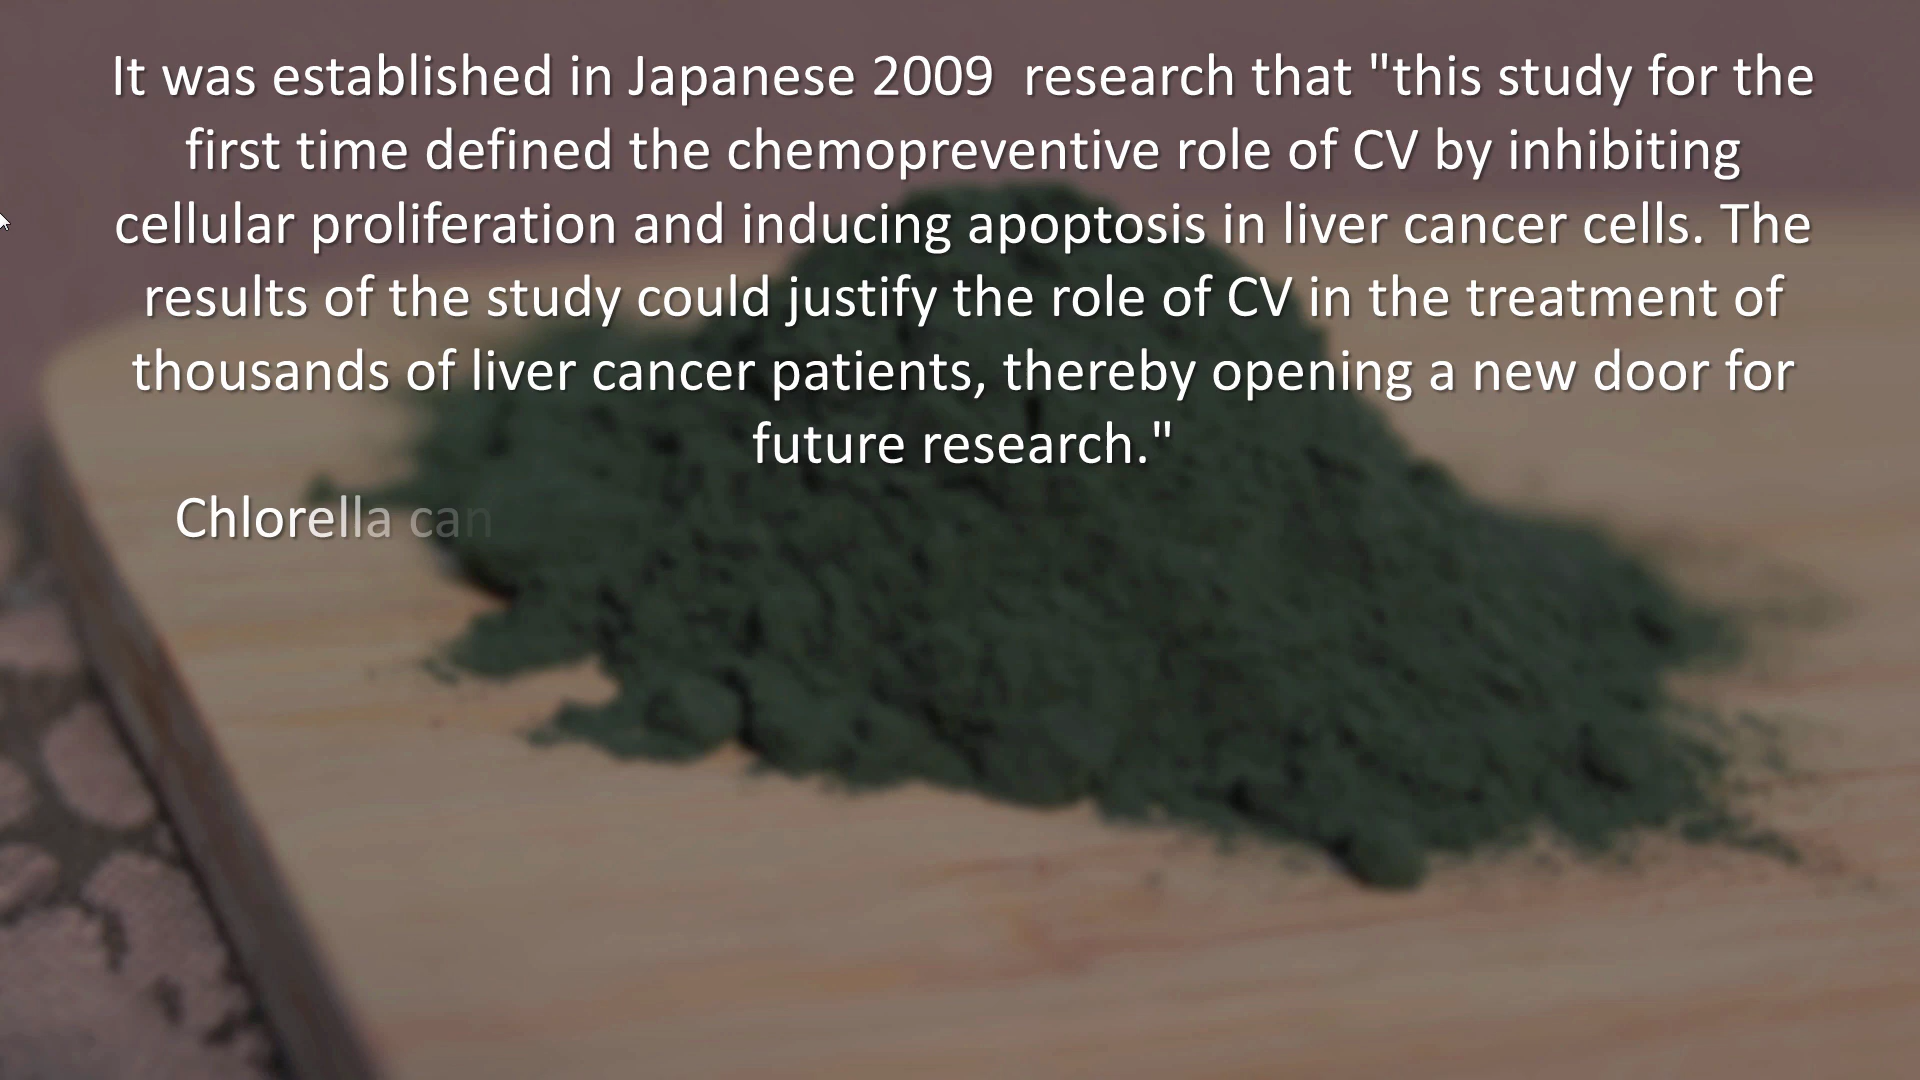 It was established in Japanese 2009  research that "this study for the
first time defined the chemopreventive role of CV by inhibiting
cellular proliferation and inducing apoptosis in liver cancer cells. The
results of the study could justify the role of CV in the treatment of
thousands of liver cancer patients, thereby opening a new door for
future research."
Chlorella can